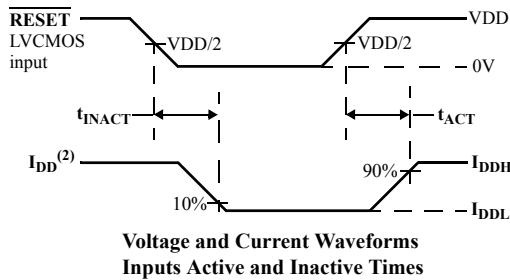 RESET
LVCMOS
input
VDD/2
VDD/2
VDD
0V
tINACT
tACT
IDD(2)
90%
IDDH
10%
IDDL
Voltage and Current Waveforms
Inputs Active and Inactive Times